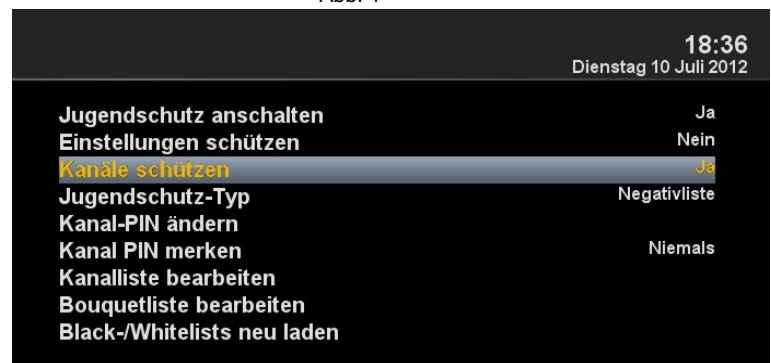 18:36
Dienstag 10 Juli 2012
Jugendschutz anschalten Ja
Einstellungen schützen Nein
Kanäle schützen Ja
Jugendschutz-Typ Negativliste
Kanal-PIN ändern
Kanal PIN merken Niemals
Kanalliste bearbeiten
Bouquetliste bearbeiten
Black-/Whitelists neu laden